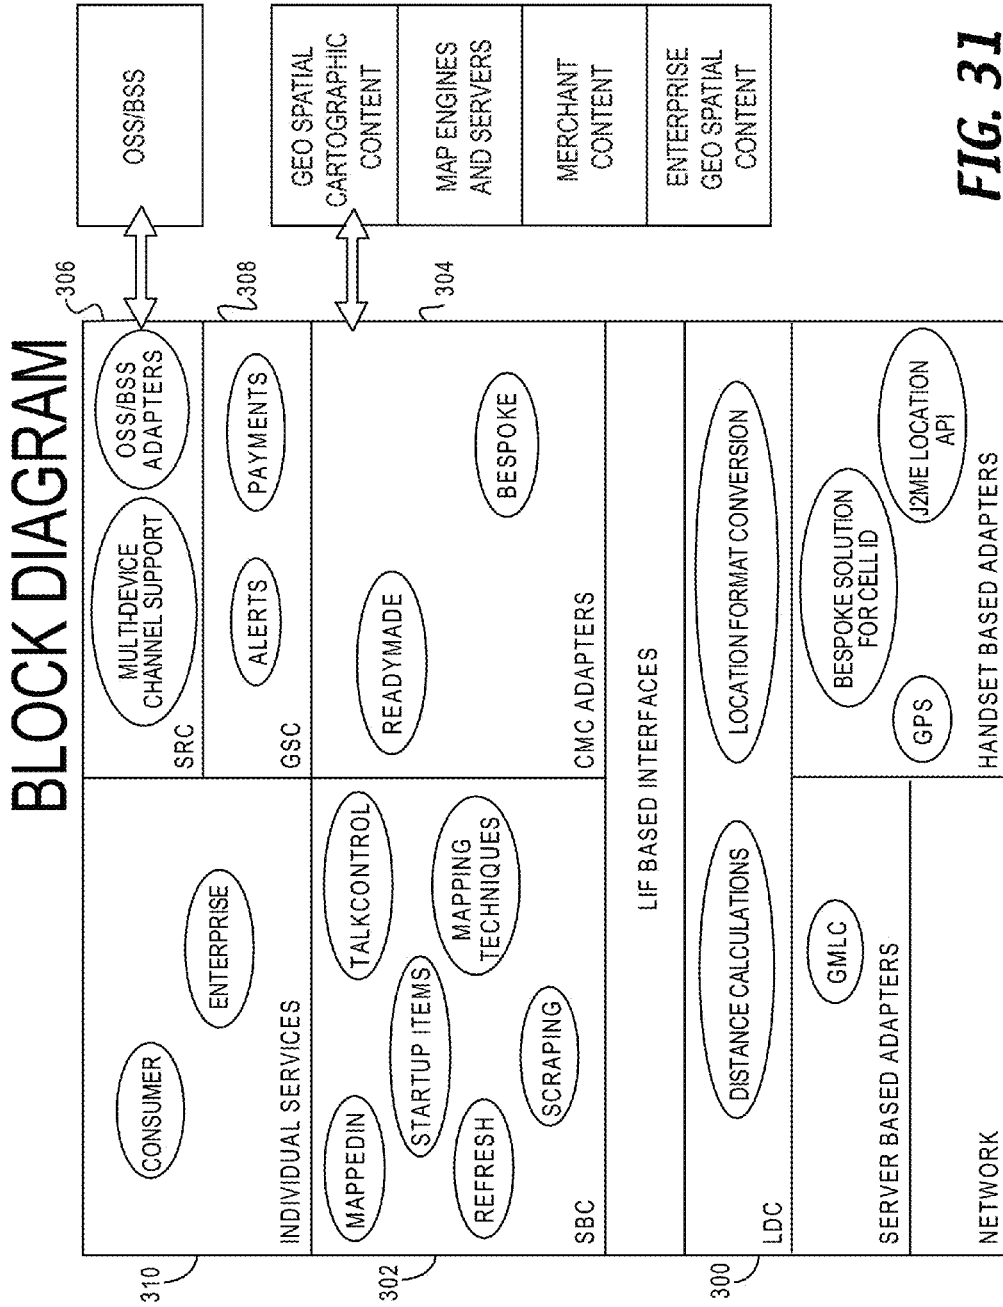 BLOCK DIAGRAM
310
CONSUMER
ENTERPRISE
INDIVIDUAL SERVICES
306
MULTI-DEVICE
CHANNEL SUPPORT
OSS/BSS
ADAPTERS
SRC
OSS/BSS
308
ALERTS
PAYMENTS
GSC
302
MAPPEDIN
TALKCONTROL
STARTUP ITEMS
REFRESH
MAPPING
TECHNIQUES
SCRAPING
SBC
304
READYMADE
BESPOKE
CMC ADAPTERS
GEO SPATIAL
CARTOGRAPHIC
CONTENT
MAP ENGINES
AND SERVERS
MERCHANT
CONTENT
ENTERPRISE
GEO SPATIAL
CONTENT
LIF BASED INTERFACES
300
DISTANCE CALCULATIONS
LOCATION FORMAT CONVERSION
LDC
GMLC
SERVER BASED ADAPTERS
NETWORK
BESPOKE SOLUTION
FOR CELL ID
GPS
J2ME LOCATION
API
HANDSET BASED ADAPTERS
FIG. 31